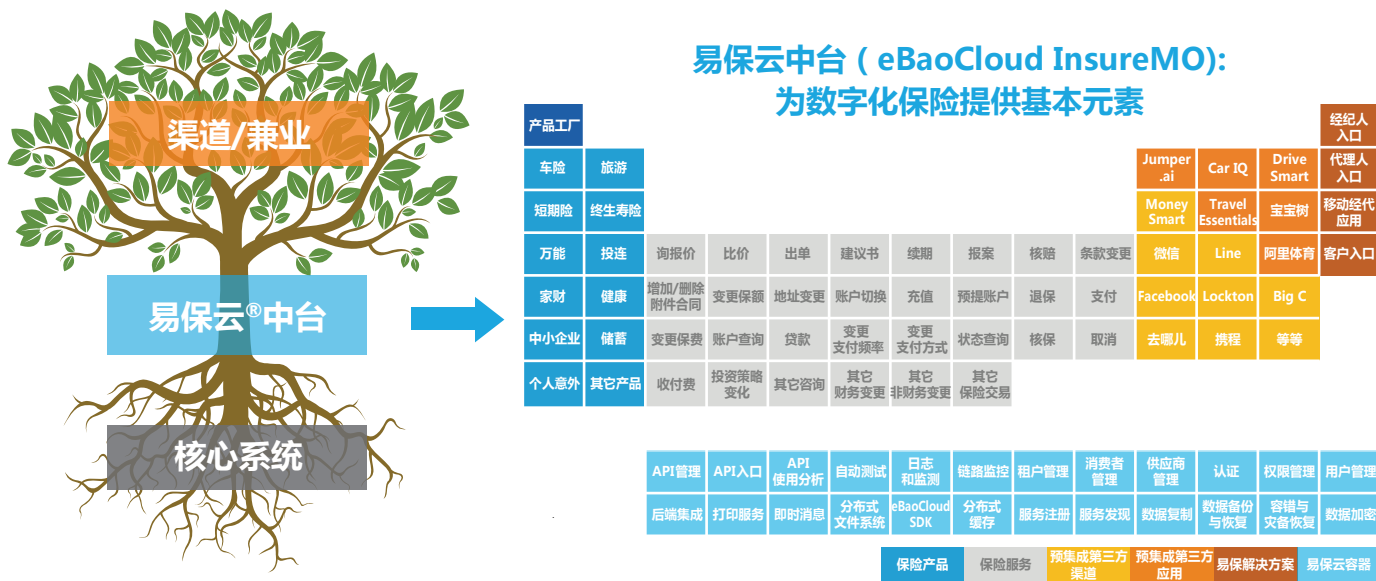 渠道/兼业
易保云®中台
核心系统
易保云中台 ( eBaoCloud InsureMO):
为数字化保险提供基本元素
产品工厂
经纪人
入口
车险
旅游
Jumper
.ai
Car IQ
Drive
Smart
代理人
入口
短期险
终生寿险
Money
Smart
Travel
Essentials
宝宝树
移动经代
应用
万能
投连
询报价
比价
出单
建议书
续期
报案
核赔
条款变更
微信
Line
阿里体育
客户入口
家财
健康
增加/删除
附件合同
变更保额
地址变更
账户切换
充值
预提账户
退保
支付
Facebook
Lockton
Big C
中小企业
储蓄
变更保费
账户查询
贷款
变更
支付频率
变更
支付方式
状态查询
核保
取消
去哪儿
携程
等等
个人意外
其它产品
收付费
投资策略
变化
其它咨询
其它
财务变更
其它
非财务变更
其它
保险交易
API管理
API入口
API
使用分析
自动测试
日志
和监测
链路监控
租户管理
消费者
管理
供应商
管理
认证
权限管理
用户管理
后端集成
打印服务
即时消息
分布式
文件系统
eBaoCloud
SDK
分布式
缓存
服务注册
服务发现
数据复制
数据备份
与恢复
容错与
灾备恢复
数据加密
保险产品
保险服务
预集成第三方
渠道
预集成第三方
应用
易保解决方案
易保云容器